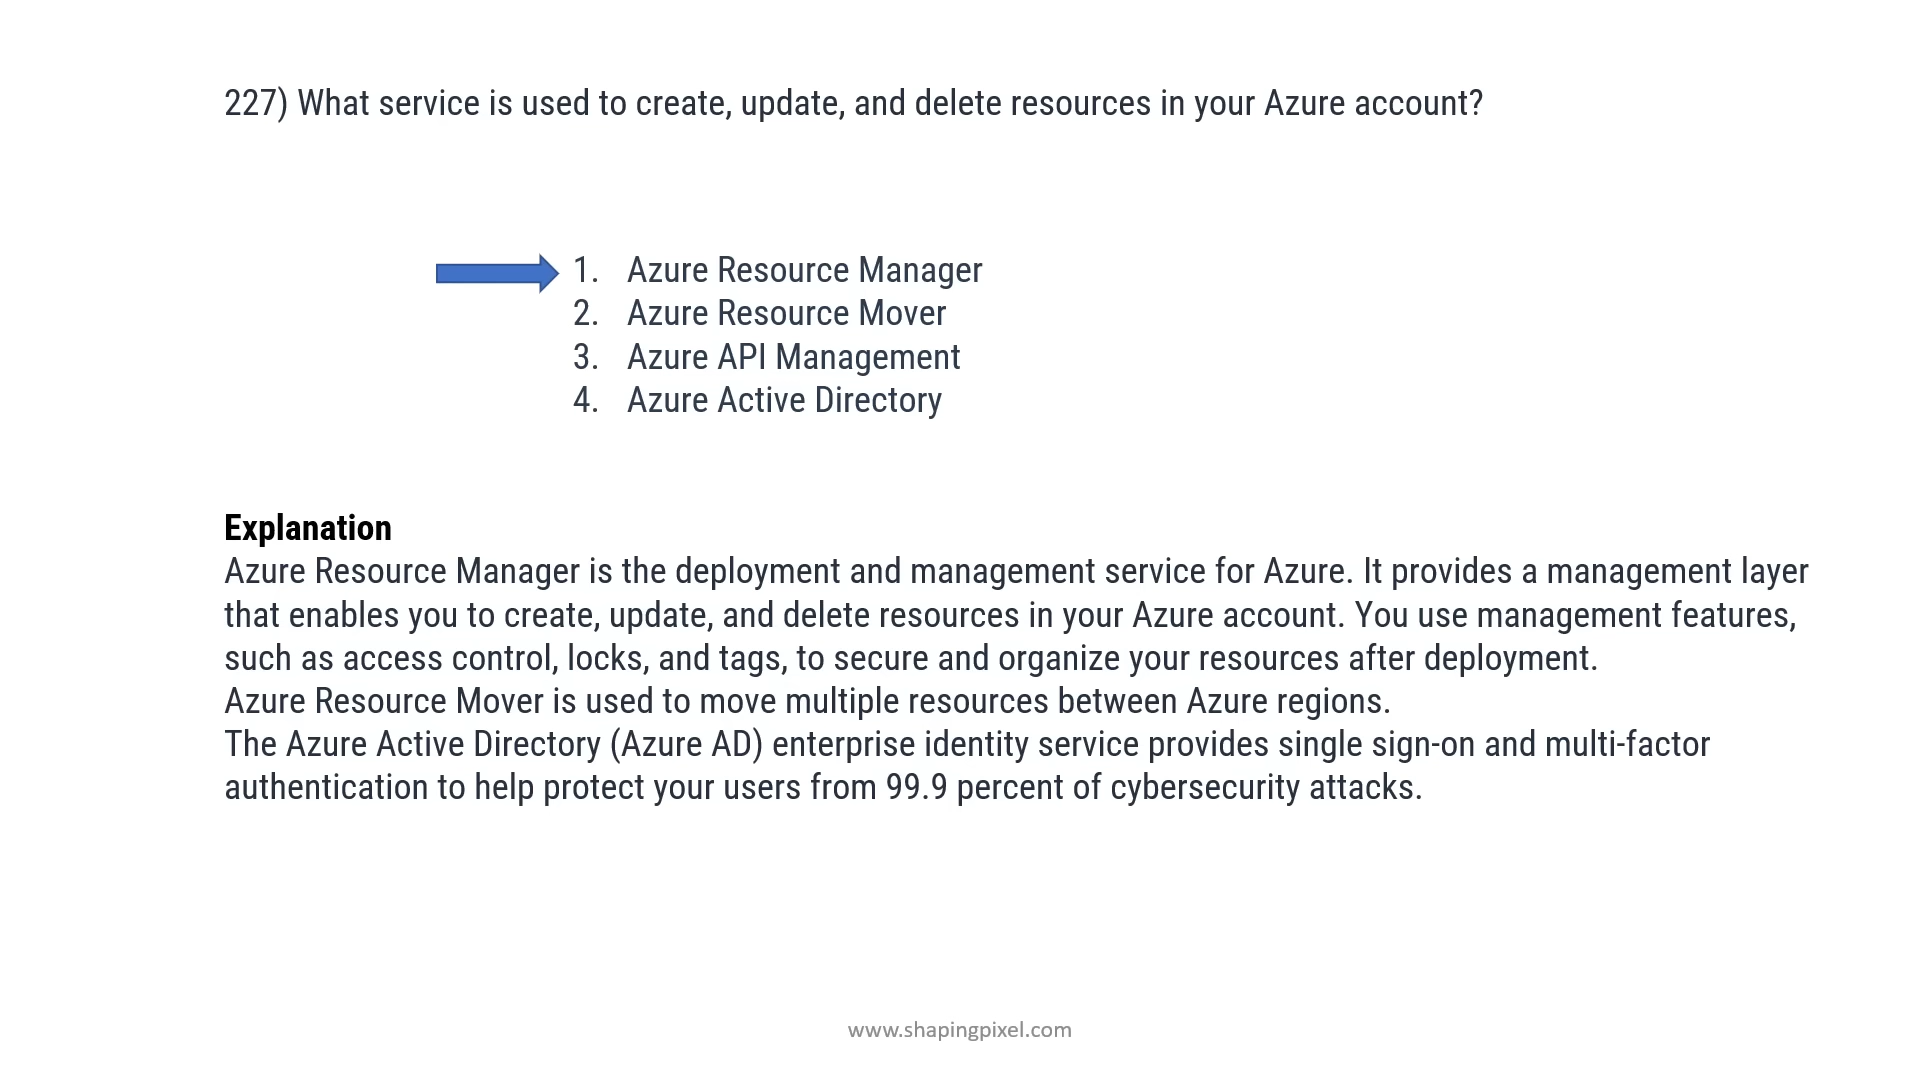 227) What service is used to create, update, and delete resources in your Azure account?
1. Azure Resource Manager
2. Azure Resource Mover
3. Azure API Management
4. Azure Active Directory
Explanation
Azure Resource Manager is the deployment and management service for Azure. It provides a management layer
that enables you to create, update, and delete resources in your Azure account. You use management features,
such as access control, locks, and tags, to secure and organize your resources after deployment.
Azure Resource Mover is used to move multiple resources between Azure regions.
The Azure Active Directory (Azure AD) enterprise identity service provides single sign-on and multi-factor
authentication to help protect your users from 99.9 percent of cybersecurity attacks.
www.shapingpixel.com